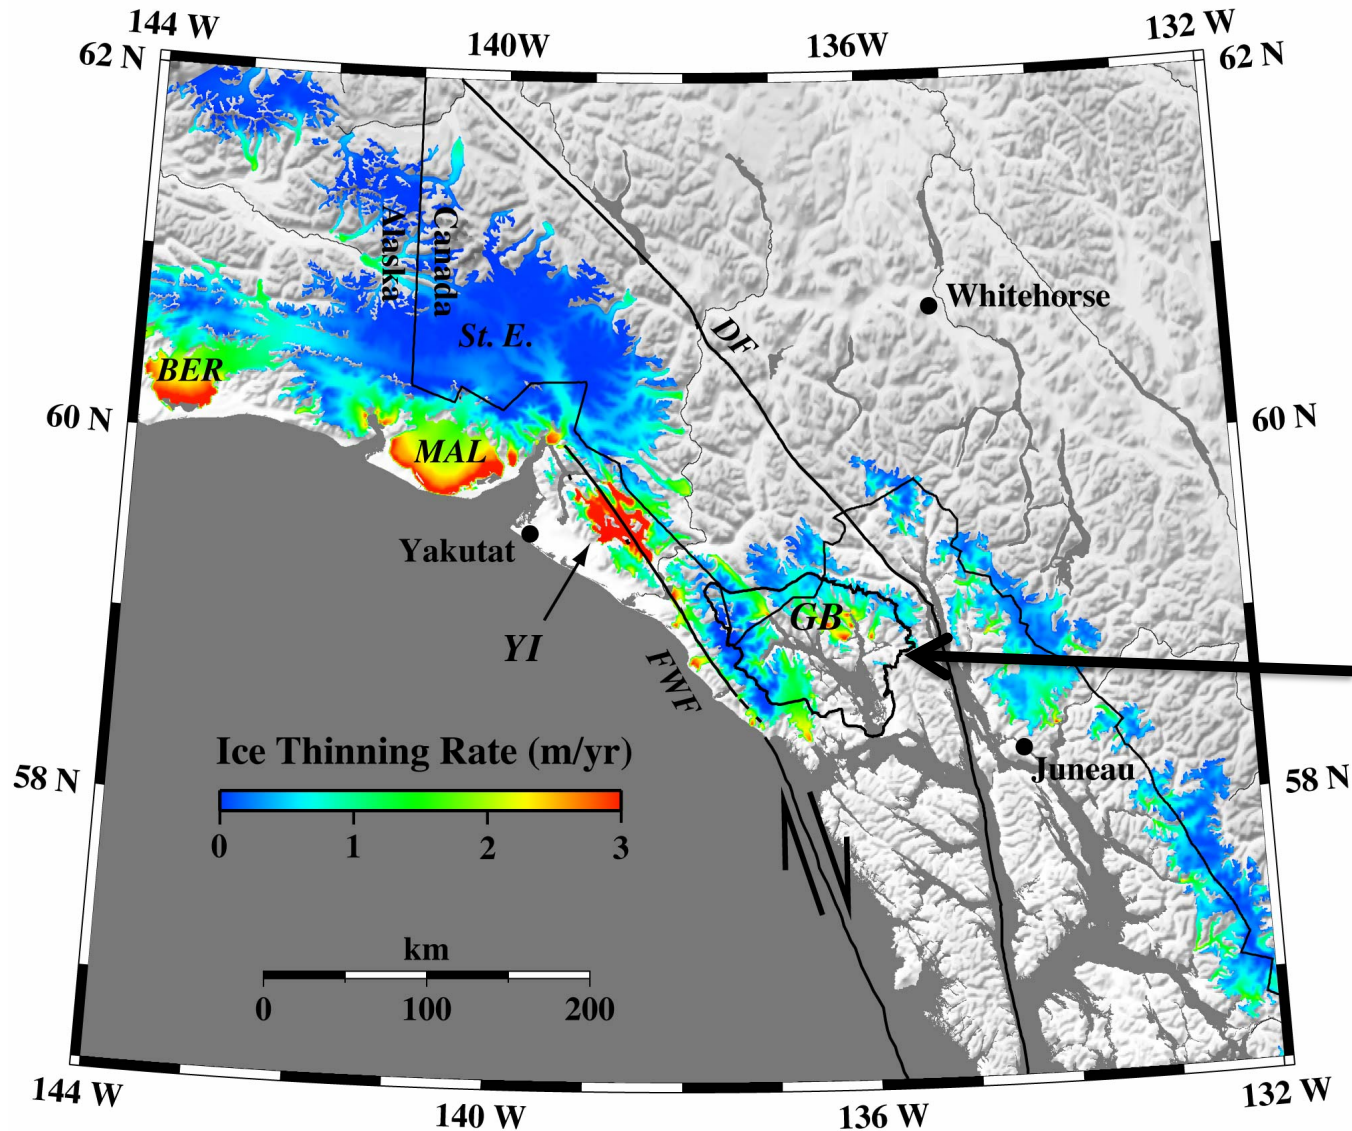 144 W
140W
136W
132 W
62 N
62 N
Alaska
Canada
Whitehorse
St. E.
DF
BER
60 N
60 N
MAL
Yakutat
YI
GB
FWF
Ice Thinning Rate (m/yr)
0 1 2 3
Juneau
58 N
58 N
km
0 100 200
144 W
140 W
136 W
132 W